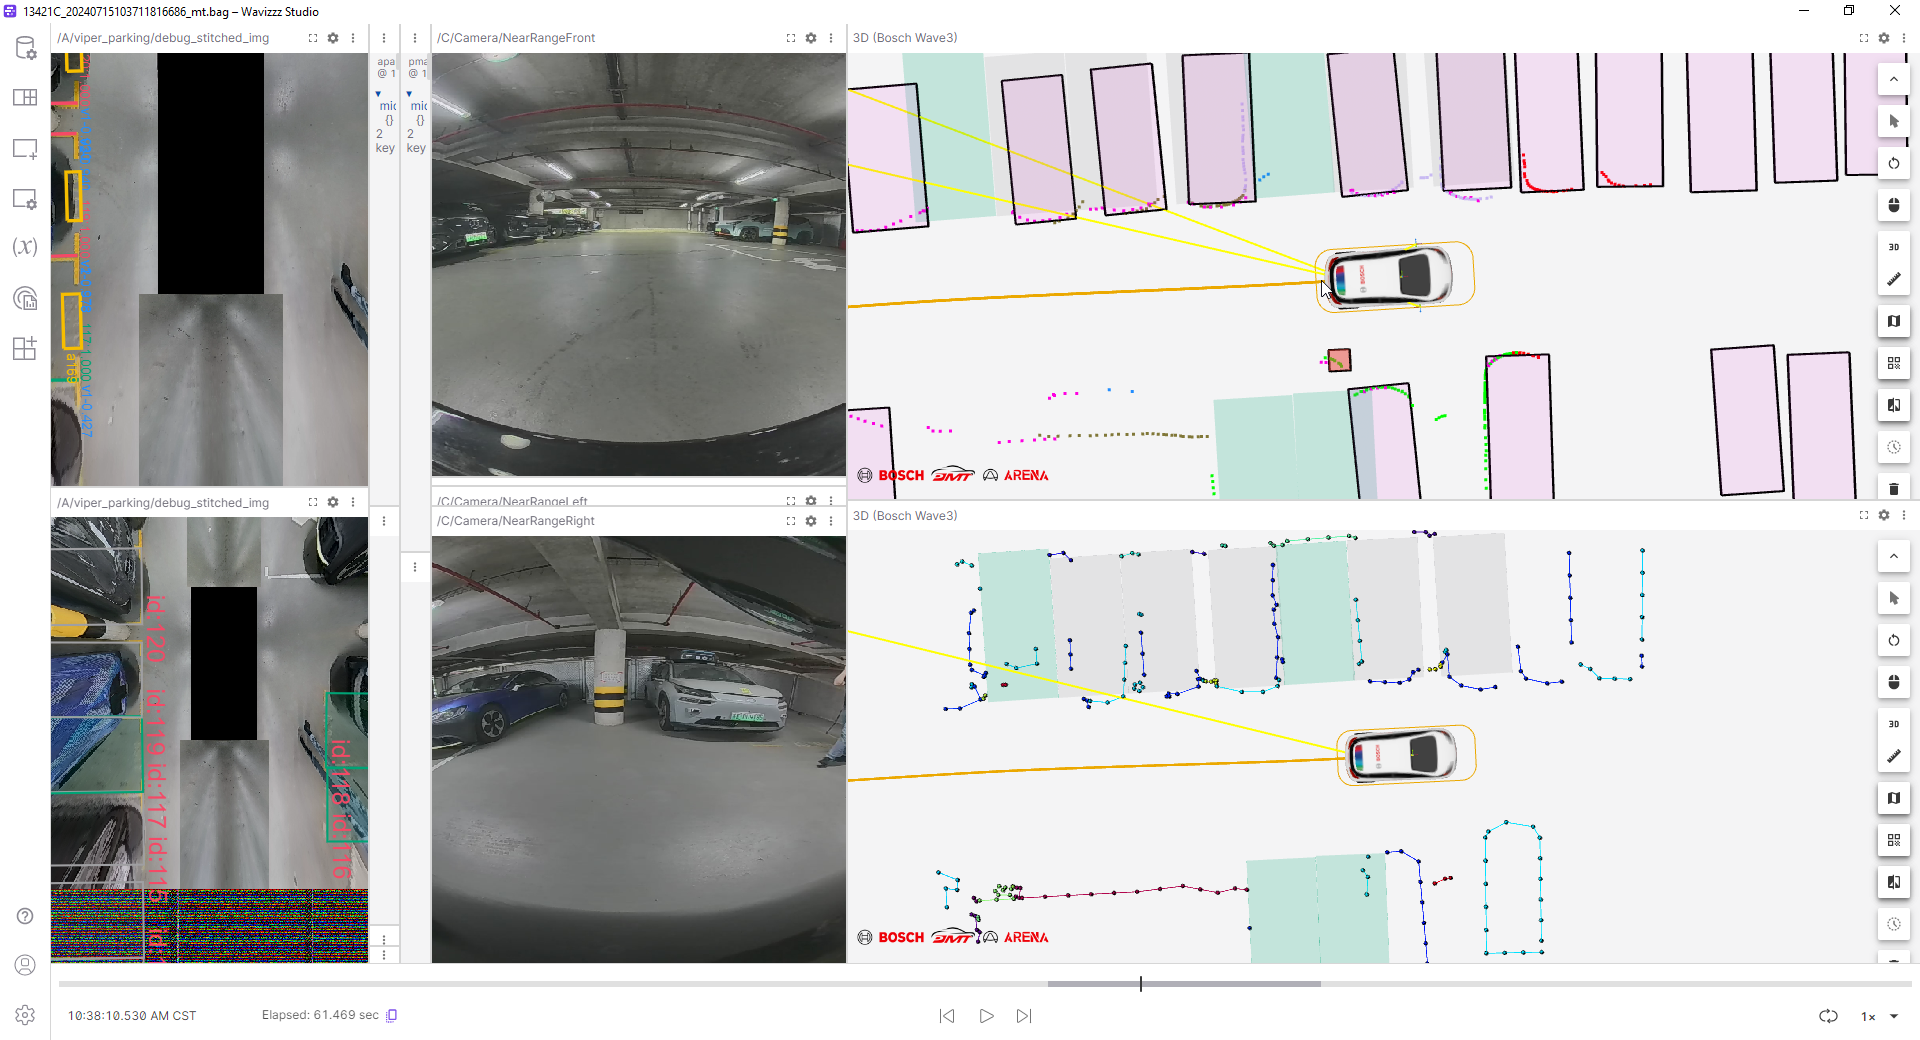 13421C_20240715103711816686_mt.bag – Wavizzz Studio
/A/viper_parking/debug_stitched_img
apa
@ 1
mic
{}
2
key
pma
@ 1
mic
{}
2
key
/C/Camera/NearRangeFront
3D (Bosch Wave3)
3D
BOSCH
BOSCH ARENA
/A/viper_parking/debug_stitched_img
id:120
id:119
id:117
id:118
id:116
/C/Camera/NearRangeLeft
/C/Camera/NearRangeRight
3D (Bosch Wave3)
3D
BOSCH
BOSCH ARENA
10:38:10.530 AM CST
Elapsed: 61.469 sec
1×